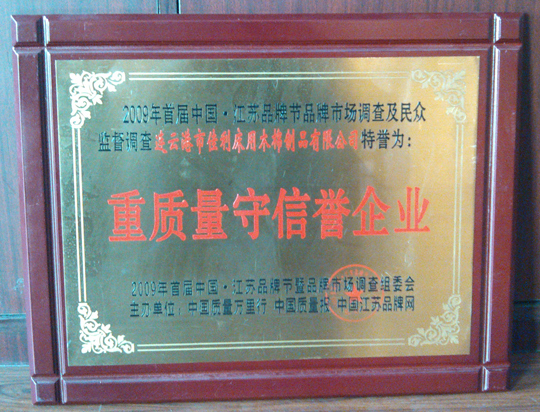 2009年首届中国·江苏品牌节品牌市场调查及民众
监督调查连云港市佳利床用木棉制品有限公司特誉为：
重质量守信誉企业
2009年首届中国·江苏品牌节暨品牌市场调查组委会
主办单位：中国质量万里行 中国质量报 中国江苏品牌网